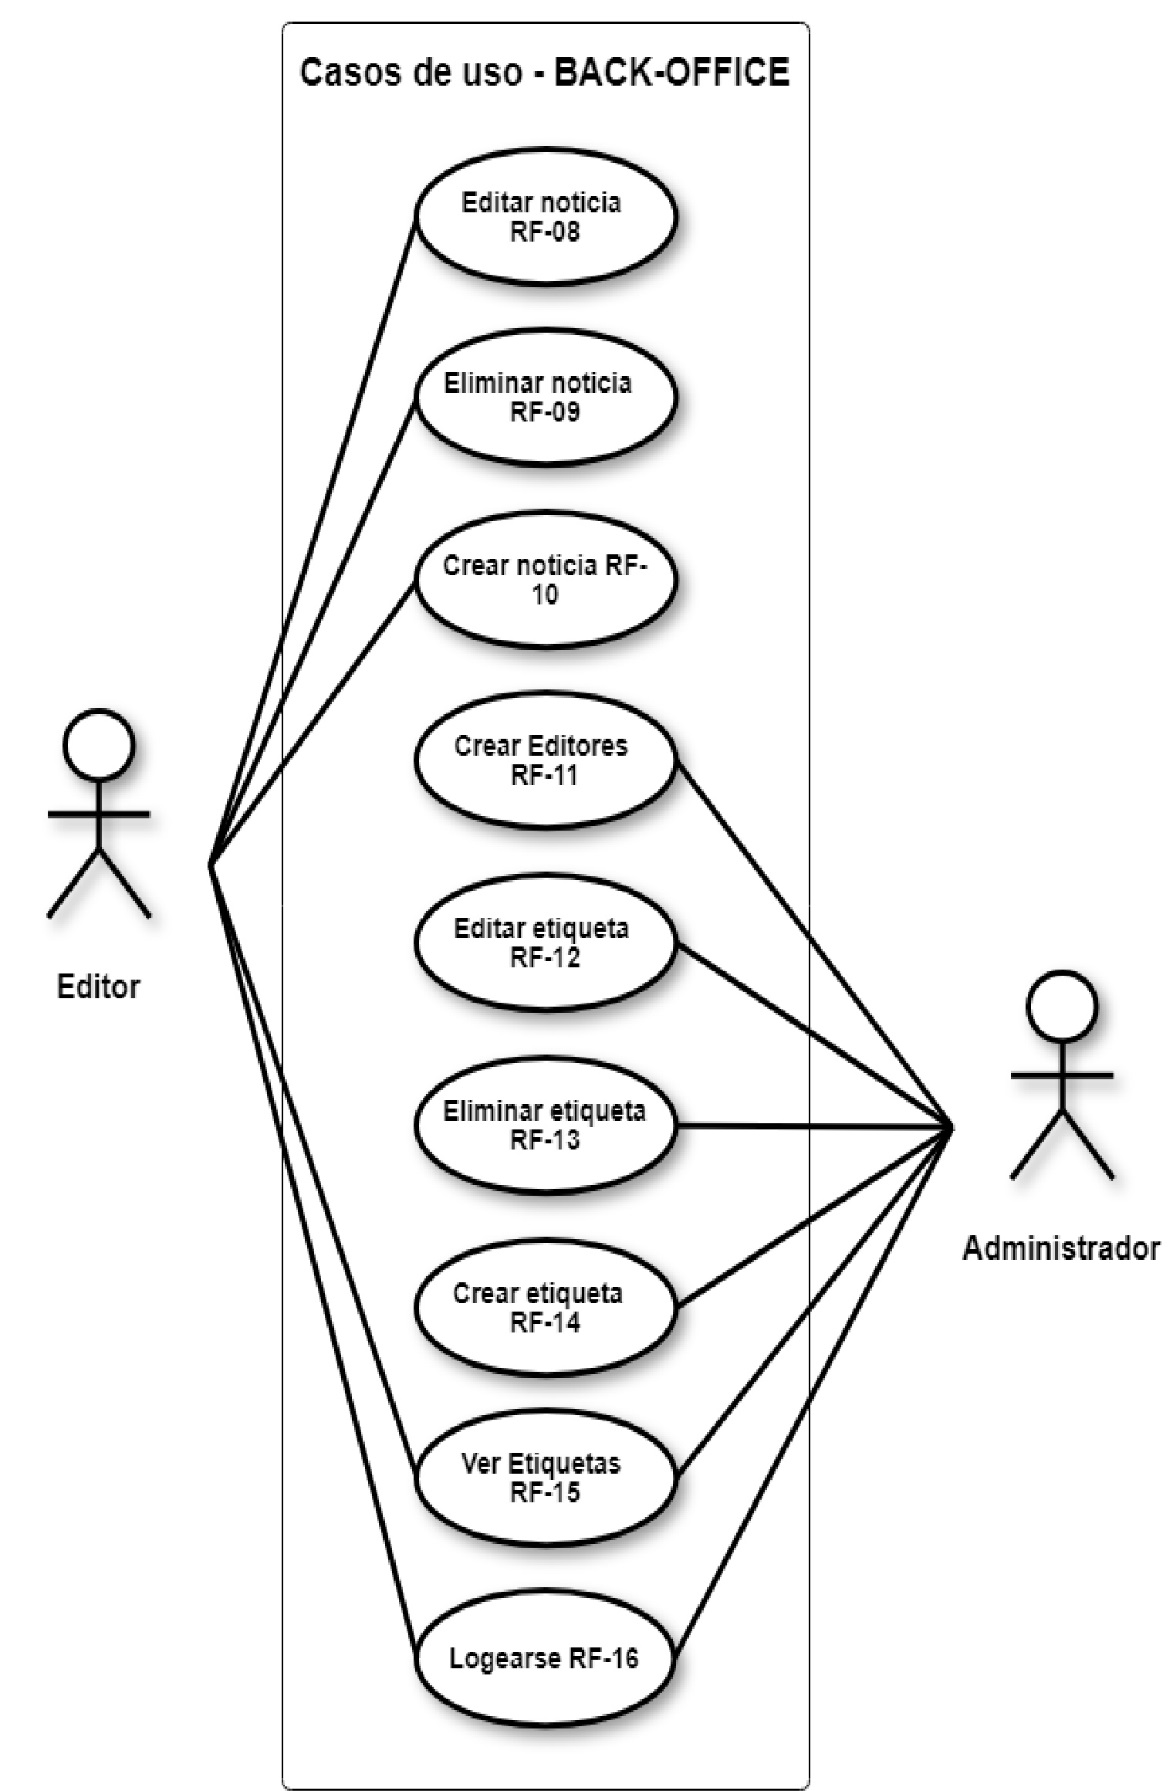 Casos de uso - BACK-OFFICE
Editar noticia
RF-08
Eliminar noticia
RF-09
Crear noticia RF-
10
Crear Editores
RF-11
Editar etiqueta
RF-12
Eliminar etiqueta
RF-13
Crear etiqueta
RF-14
Ver Etiquetas
RF-15
Logearse RF-16
Editor
Administrador